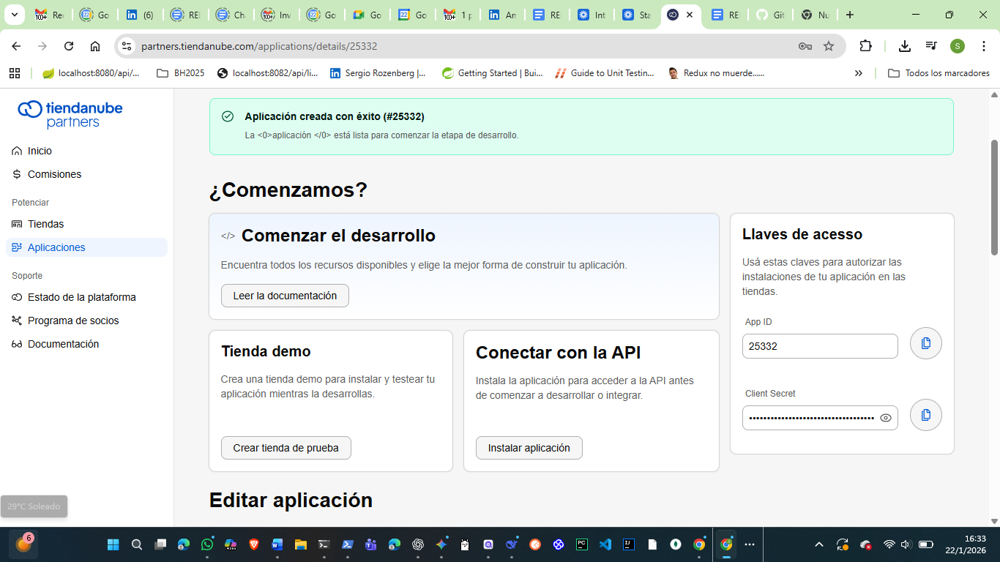 Rec
Go
(6)
REI
Cha
Inv
Go
Go
Go
1 p
An
RE
Int
Sta
REI
Git
Nu
partners.tiendanube.com/applications/details/25332
S
localhost:8080/api/...
BH2025
localhost:8082/api/li...
Sergio Rozenberg |...
Getting Started | Bui...
Guide to Unit Testin...
Redux no muerde......
Todos los marcadores
tiendanube
partners
Inicio
Comisiones
Potenciar
Tiendas
Aplicaciones
Soporte
Estado de la plataforma
Programa de socios
Documentación
Aplicación creada con éxito (#25332)
La <0>aplicación </0> está lista para comenzar la etapa de desarrollo.
¿Comenzamos?
</> Comenzar el desarrollo
Encuentra todos los recursos disponibles y elige la mejor forma de construir tu aplicación.
Leer la documentación
Tienda demo
Crea una tienda demo para instalar y testear tu
aplicación mientras la desarrollas.
Crear tienda de prueba
Conectar con la API
Instala la aplicación para acceder a la API antes
de comenzar a desarrollar o integrar.
Instalar aplicación
Llaves de acesso
Usá estas claves para autorizar las
instalaciones de tu aplicación en las
tiendas.
App ID
25332
Client Secret
••••••••••••••••••••••••••••••••••••
Editar aplicación
29°C Soleado
6
16:33
22/1/2026